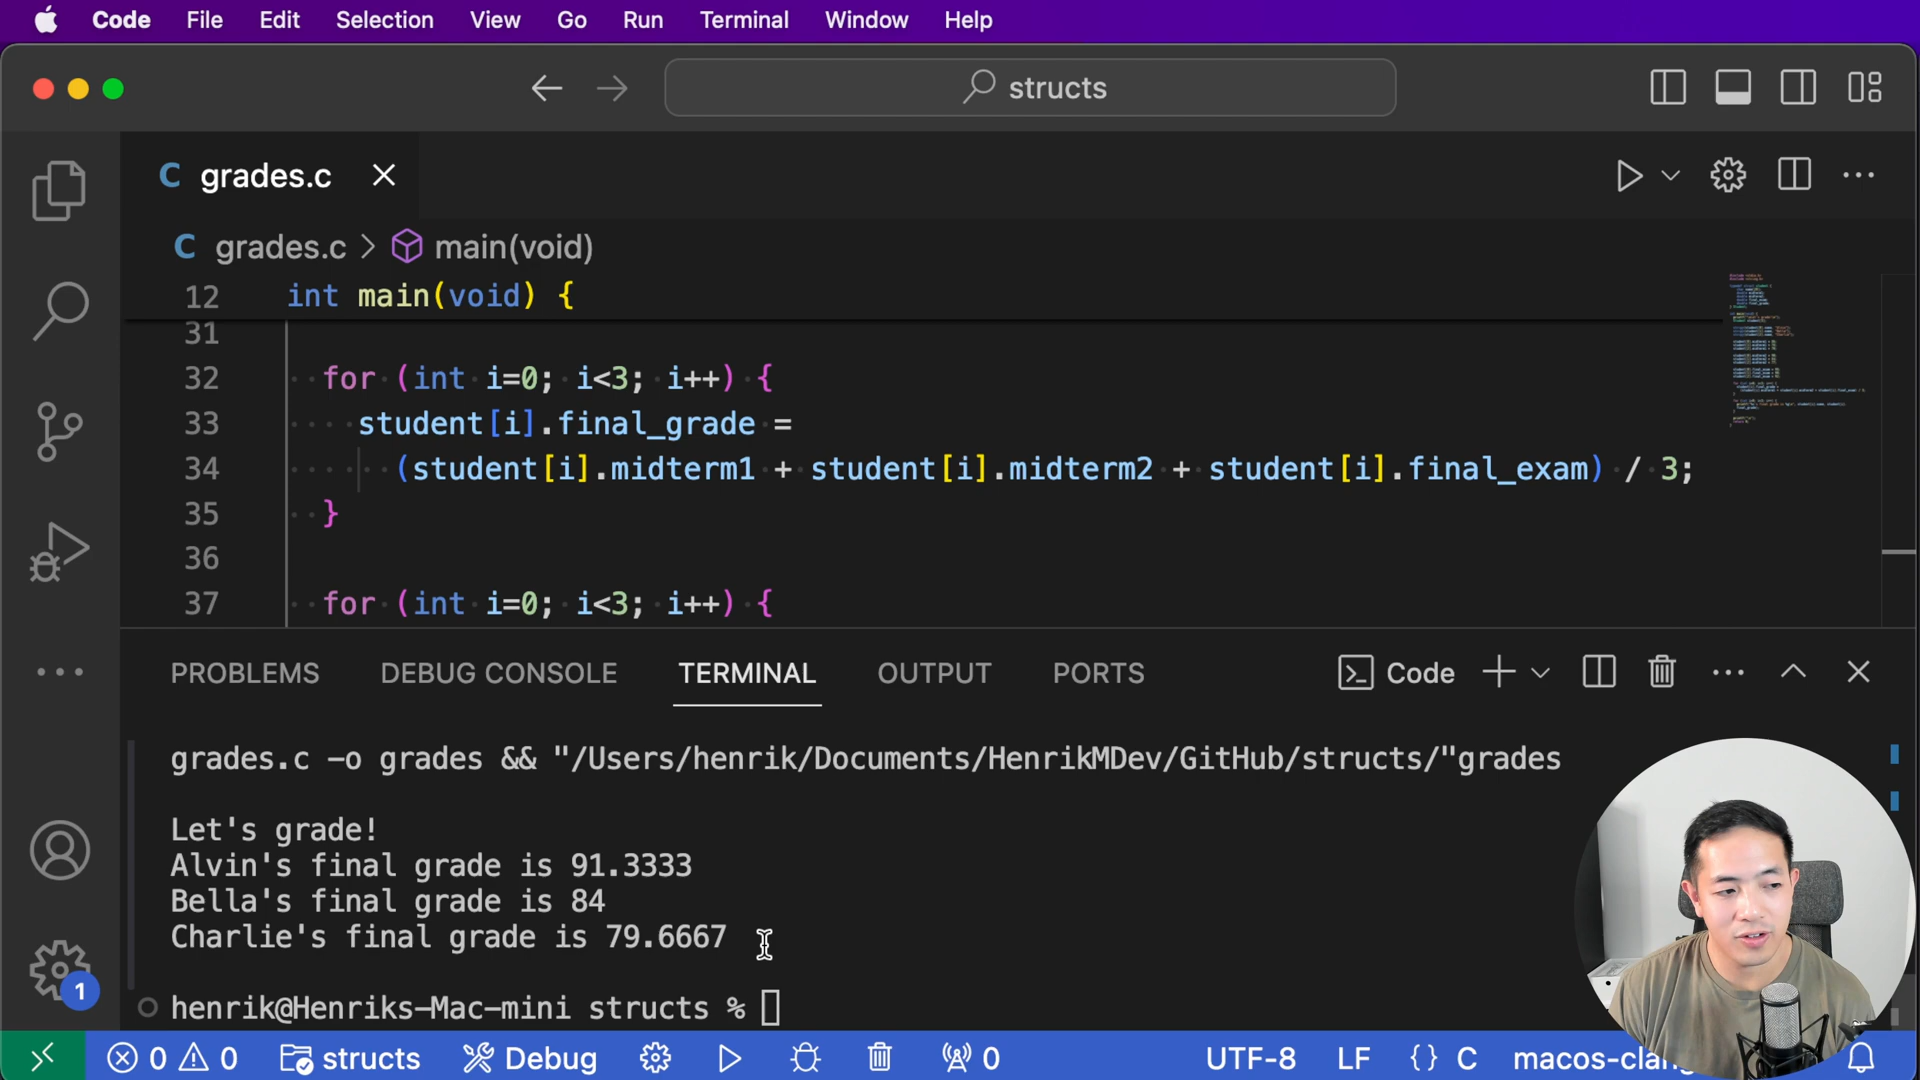 Code File Edit Selection View Go Run Terminal Window Help
structs
C grades.c
C grades.c > main(void)
12 int main(void) {
31
32 for (int i=0; i<3; i++) {
33 student[i].final_grade =
34 (student[i].midterm1 + student[i].midterm2 + student[i].final_exam) / 3;
35 }
36
37 for (int i=0; i<3; i++) {
PROBLEMS DEBUG CONSOLE TERMINAL OUTPUT PORTS Code
grades.c -o grades && "/Users/henrik/Documents/HenrikMDev/GitHub/structs/"grades
Let's grade!
Alvin's final grade is 91.3333
Bella's final grade is 84
Charlie's final grade is 79.6667
1
henrik@Henriks-Mac-mini structs %
0 0 structs Debug 0 UTF-8 LF {} C macos-clang